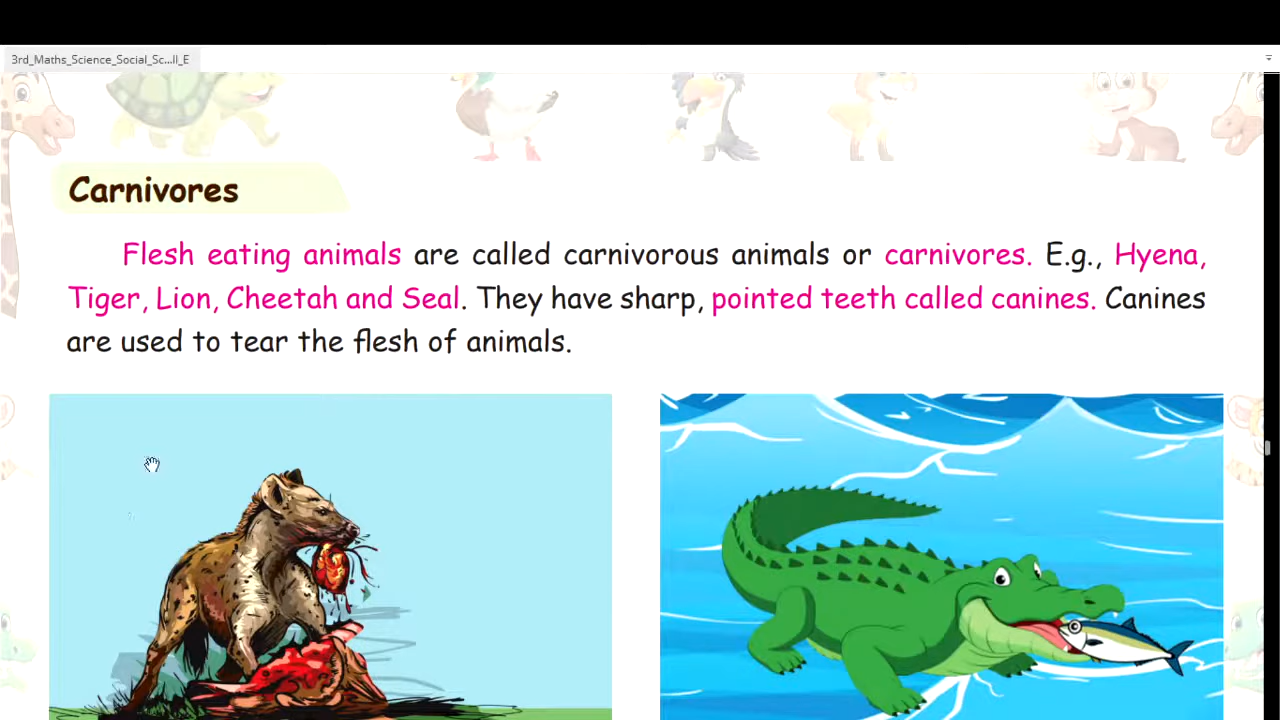 3rd_Maths_Science_Social_Sc...ll_E
Carnivores
Flesh eating animals are called carnivorous animals or carnivores. E.g., Hyena,
Tiger, Lion, Cheetah and Seal. They have sharp, pointed teeth called canines. Canines
are used to tear the flesh of animals.